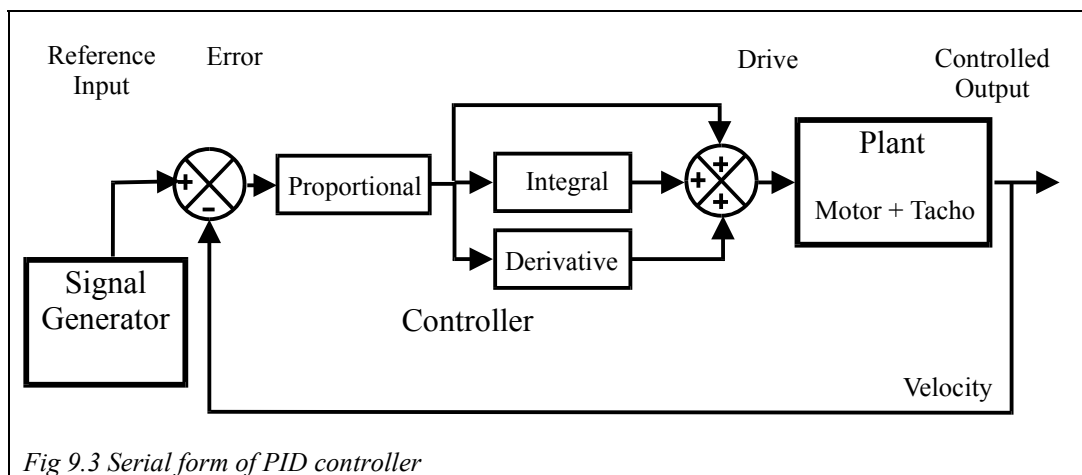 Reference
Input
Error
Drive
Controlled
Output
Plant
Motor + Tacho
+
-
Proportional
Integral
Derivative
+
+
+
Signal
Generator
Controller
Velocity
Fig 9.3 Serial form of PID controller